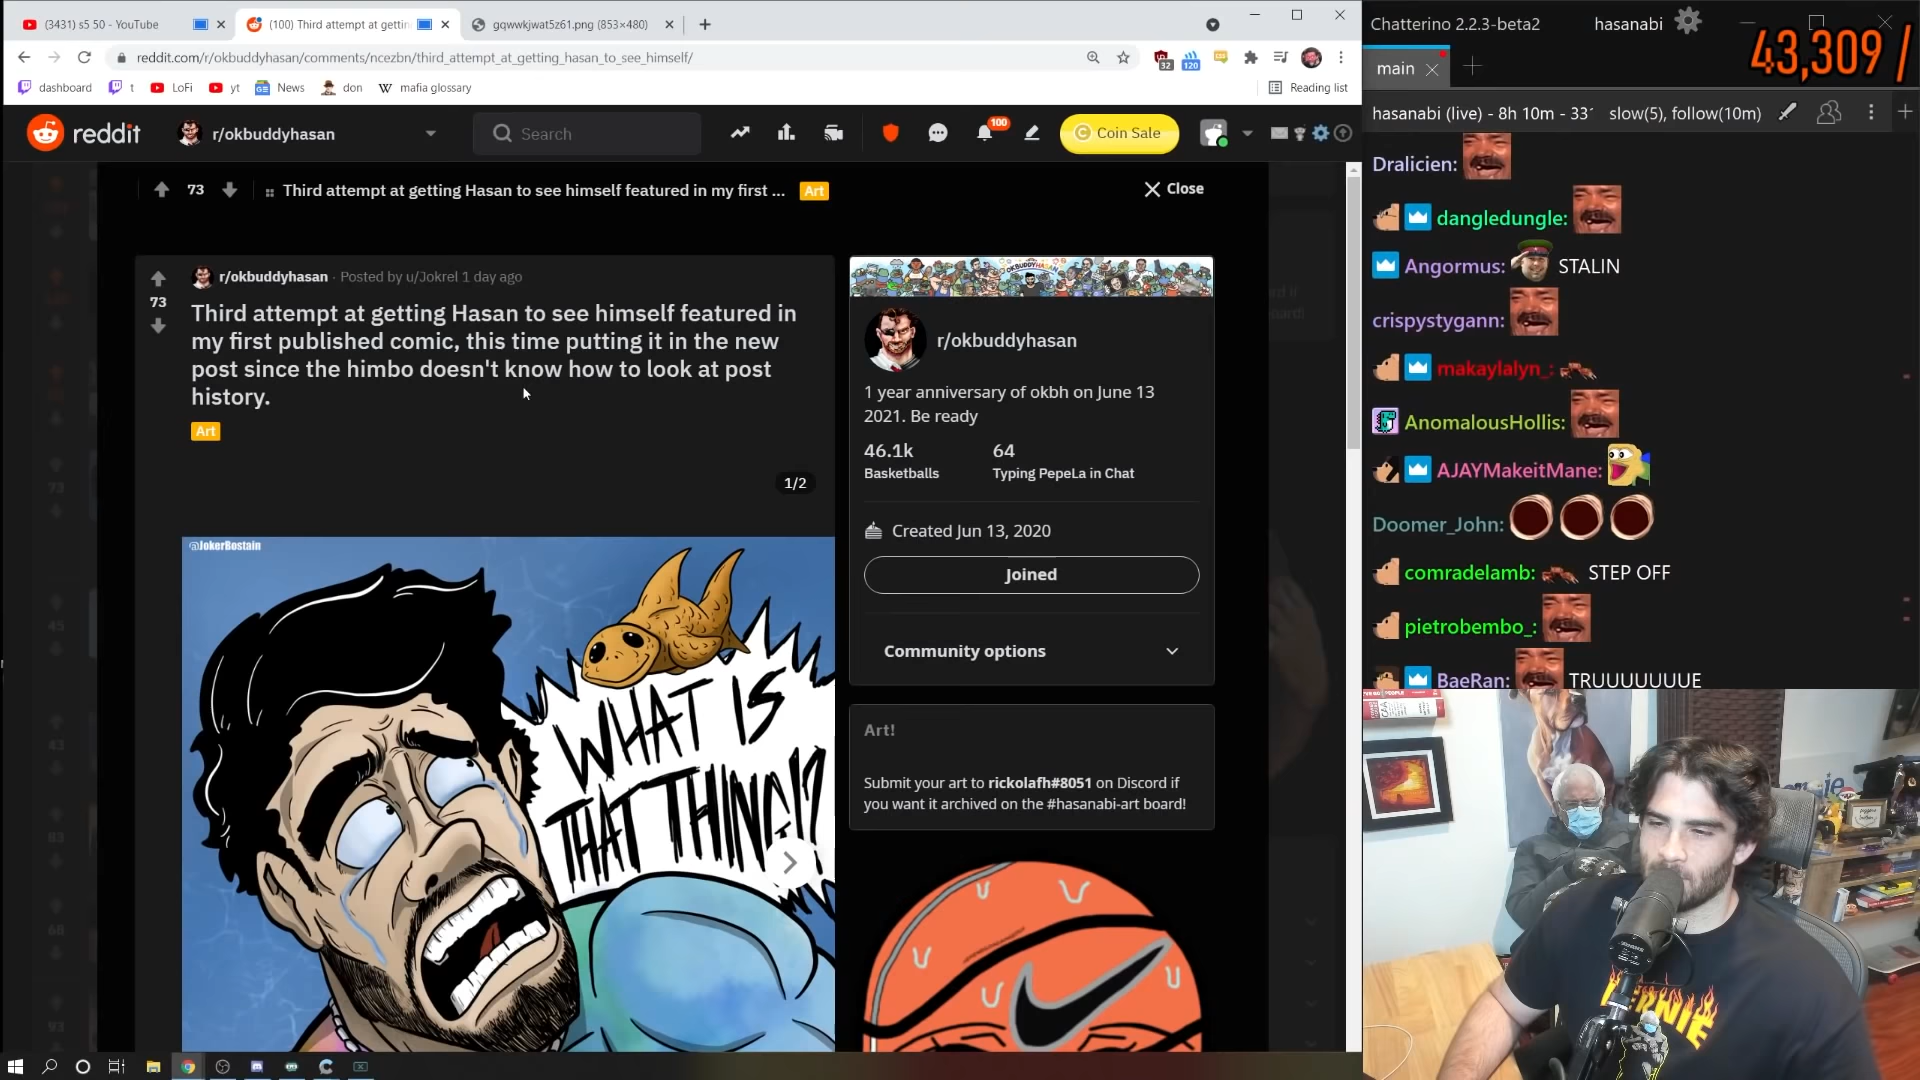 (3431) s5 50 - YouTube
(100) Third attempt at gettin
gqwwkjwat5z61.png (853×480)
reddit.com/r/okbuddyhasan/comments/ncezbn/third_attempt_at_getting_hasan_to_see_himself/
32
120
dashboard
t
LoFi
yt
News
don
mafia glossary
Reading list
reddit
r/okbuddyhasan
Search
100
Coin Sale
73
Third attempt at getting Hasan to see himself featured in my first ...
Art
Close
r/okbuddyhasan · Posted by u/Jokrel 1 day ago
73
Third attempt at getting Hasan to see himself featured in
my first published comic, this time putting it in the new
post since the himbo doesn't know how to look at post
history.
Art
1/2
@JokerBostain
WHAT IS
THAT THING!?
OKBUDDYHASAN
r/okbuddyhasan
1 year anniversary of okbh on June 13
2021. Be ready
46.1k
64
Basketballs
Typing PepeLa in Chat
Created Jun 13, 2020
Joined
Community options
Art!
Submit your art to rickolafh#8051 on Discord if
you want it archived on the #hasanabi-art board!
Chatterino 2.2.3-beta2
hasanabi
43,309 /
main
hasanabi (live) - 8h 10m - 33
slow(5), follow(10m)
Dralicien:
dangledungle:
Angormus: STALIN
crispystygann:
makaylalyn_:
AnomalousHollis:
AJAYMakeitMane:
Doomer_John:
comradelamb: STEP OFF
pietrobembo_:
BaeRan: TRUUUUUUUE